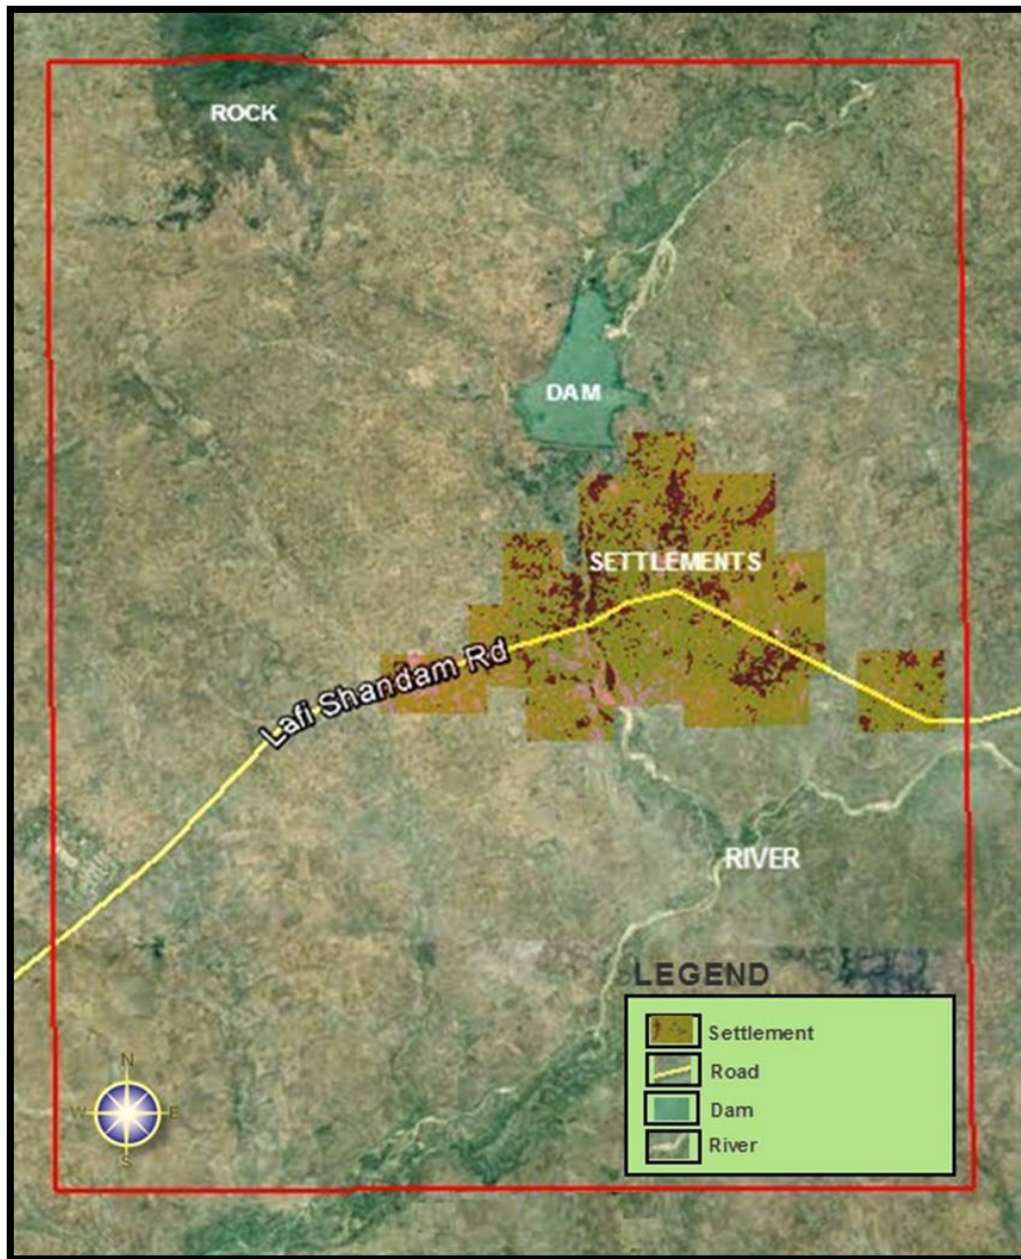 ROCK
DAM
SETTLEMENTS
Lafi Shandam Rd
RIVER
LEGEND
Settlement
Road
Dam
River
N
W E
S